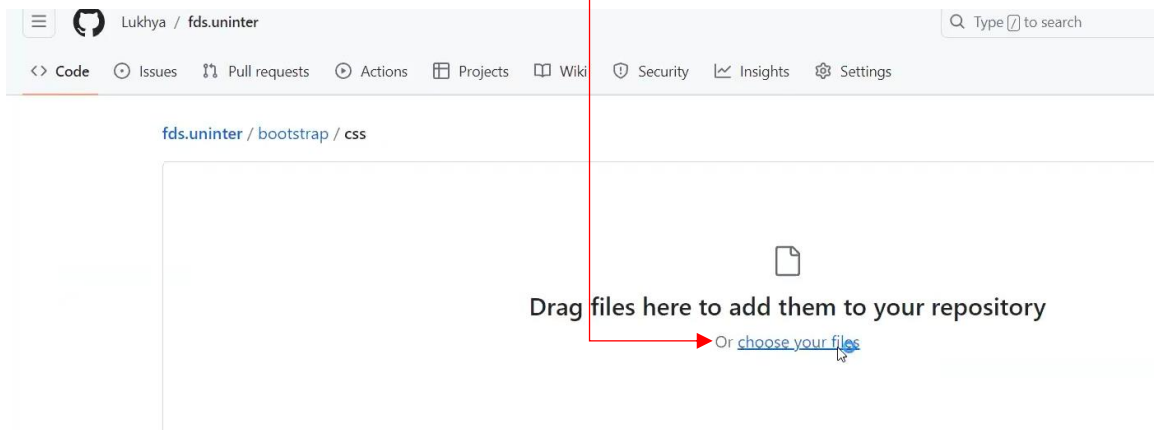 Lukhya / fds.uninter
Type / to search
<> Code Issues Pull requests Actions Projects Wiki Security Insights Settings
fds.uninter / bootstrap / css
Drag files here to add them to your repository
Or choose your files